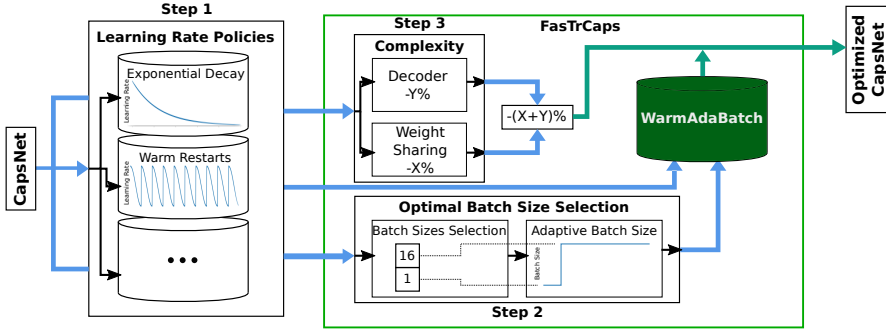 Step 1
Learning Rate Policies
Exponential Decay
Learning Rate
Warm Restarts
Learning Rate
...
CapsNet
Step 3
Complexity
Decoder
-Y%
Weight
Sharing
-X%
-(X+Y)%
FasTrCaps
WarmAdaBatch
Optimized
CapsNet
Optimal Batch Size Selection
Batch Sizes Selection
16
1
Adaptive Batch Size
Batch Size
Step 2